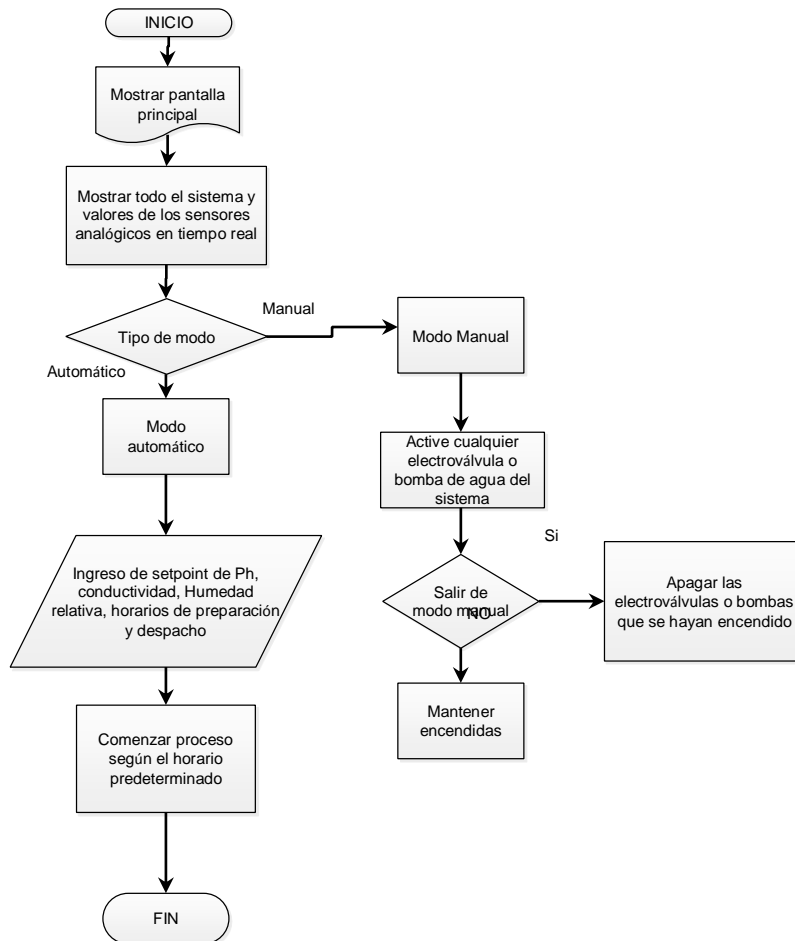 INICIO
Mostrar pantalla
principal
Mostrar todo el sistema y
valores de los sensores
analógicos en tiempo real
Tipo de modo
Manual
Automático
Modo Manual
Modo
automático
Active cualquier
electroválvula o
bomba de agua del
sistema
Ingreso de setpoint de Ph,
conductividad, Humedad
relativa, horarios de preparación
y despacho
Si
Salir de
modo manual
NO
Apagar las
electroválvulas o bombas
que se hayan encendido
Mantener
encendidas
Comenzar proceso
según el horario
predeterminado
FIN